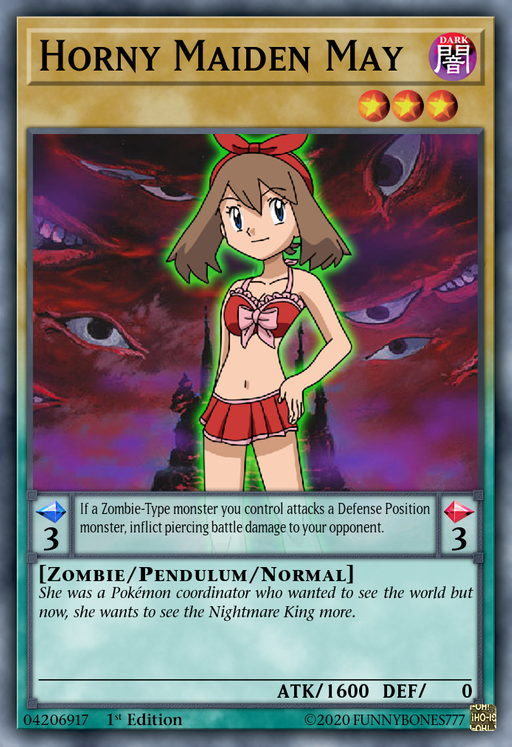 HORNY MAIDEN MAY
DARK
闇
If a Zombie-Type monster you control attacks a Defense Position
monster, inflict piercing battle damage to your opponent.
3
3
[ZOMBIE/PENDULUM/NORMAL]
She was a Pokémon coordinator who wanted to see the world but
now, she wants to see the Nightmare King more.
ATK/1600 DEF/ 0
04206917 1st Edition ©2020 FUNNYBONES777